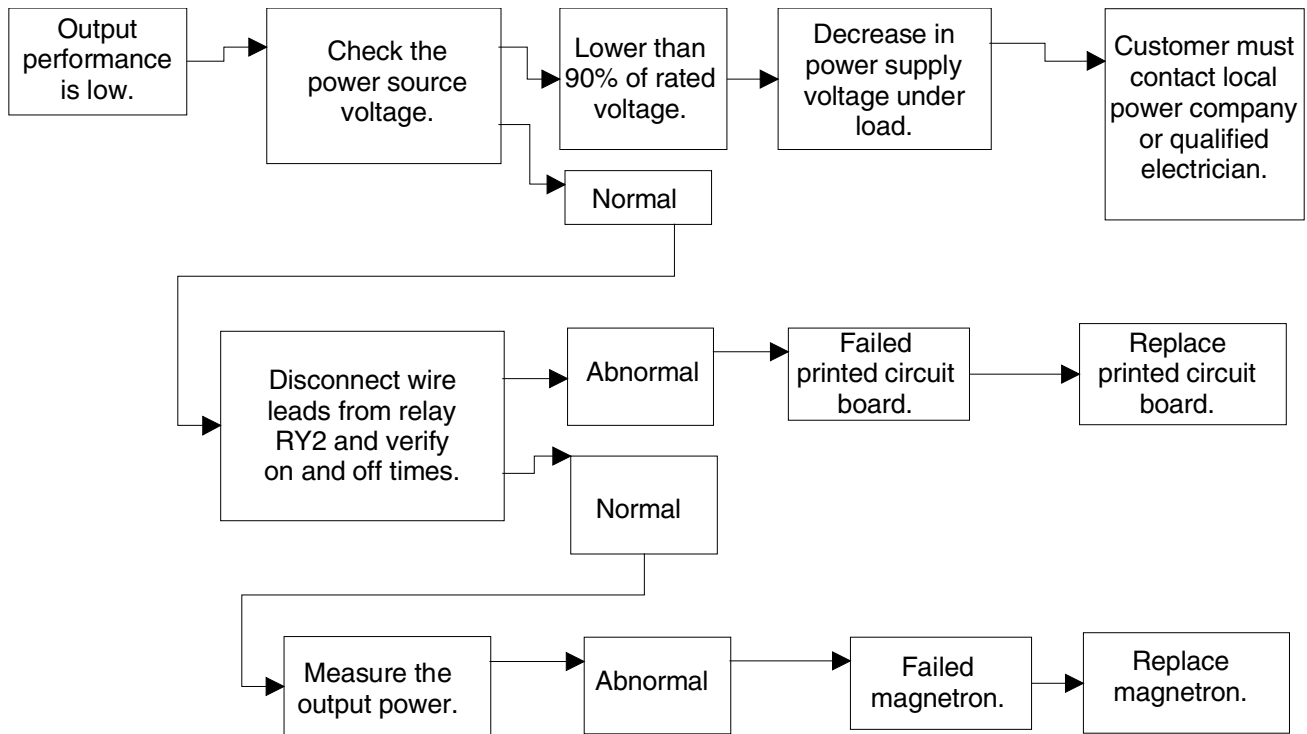 Output
performance
is low.
Check the
power source
voltage.
Lower than
90% of rated
voltage.
Decrease in
power supply
voltage under
load.
Customer must
contact local
power company
or qualified
electrician.
Normal
Disconnect wire
leads from relay
RY2 and verify
on and off times.
Abnormal
Failed
printed circuit
board.
Replace
printed circuit
board.
Normal
Measure the
output power.
Abnormal
Failed
magnetron.
Replace
magnetron.